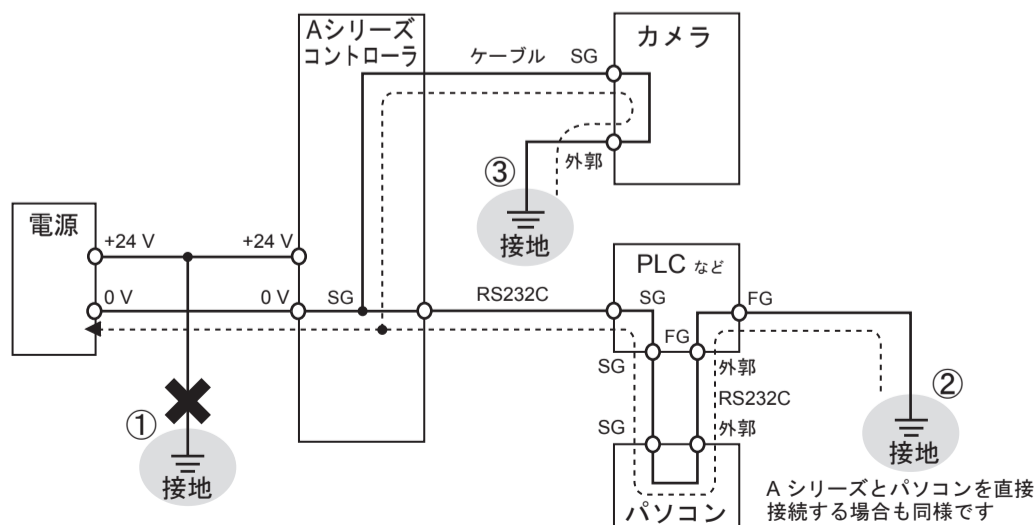 Aシリーズ
コントローラ
カメラ
ケーブル
SG
外郭
③
接地
電源
+24 V
+24 V
0 V
0 V
SG
RS232C
PLC など
SG
FG
FG
SG
外郭
RS232C
SG
外郭
①
接地
②
接地
パソコン
A シリーズとパソコンを直接
接続する場合も同様です